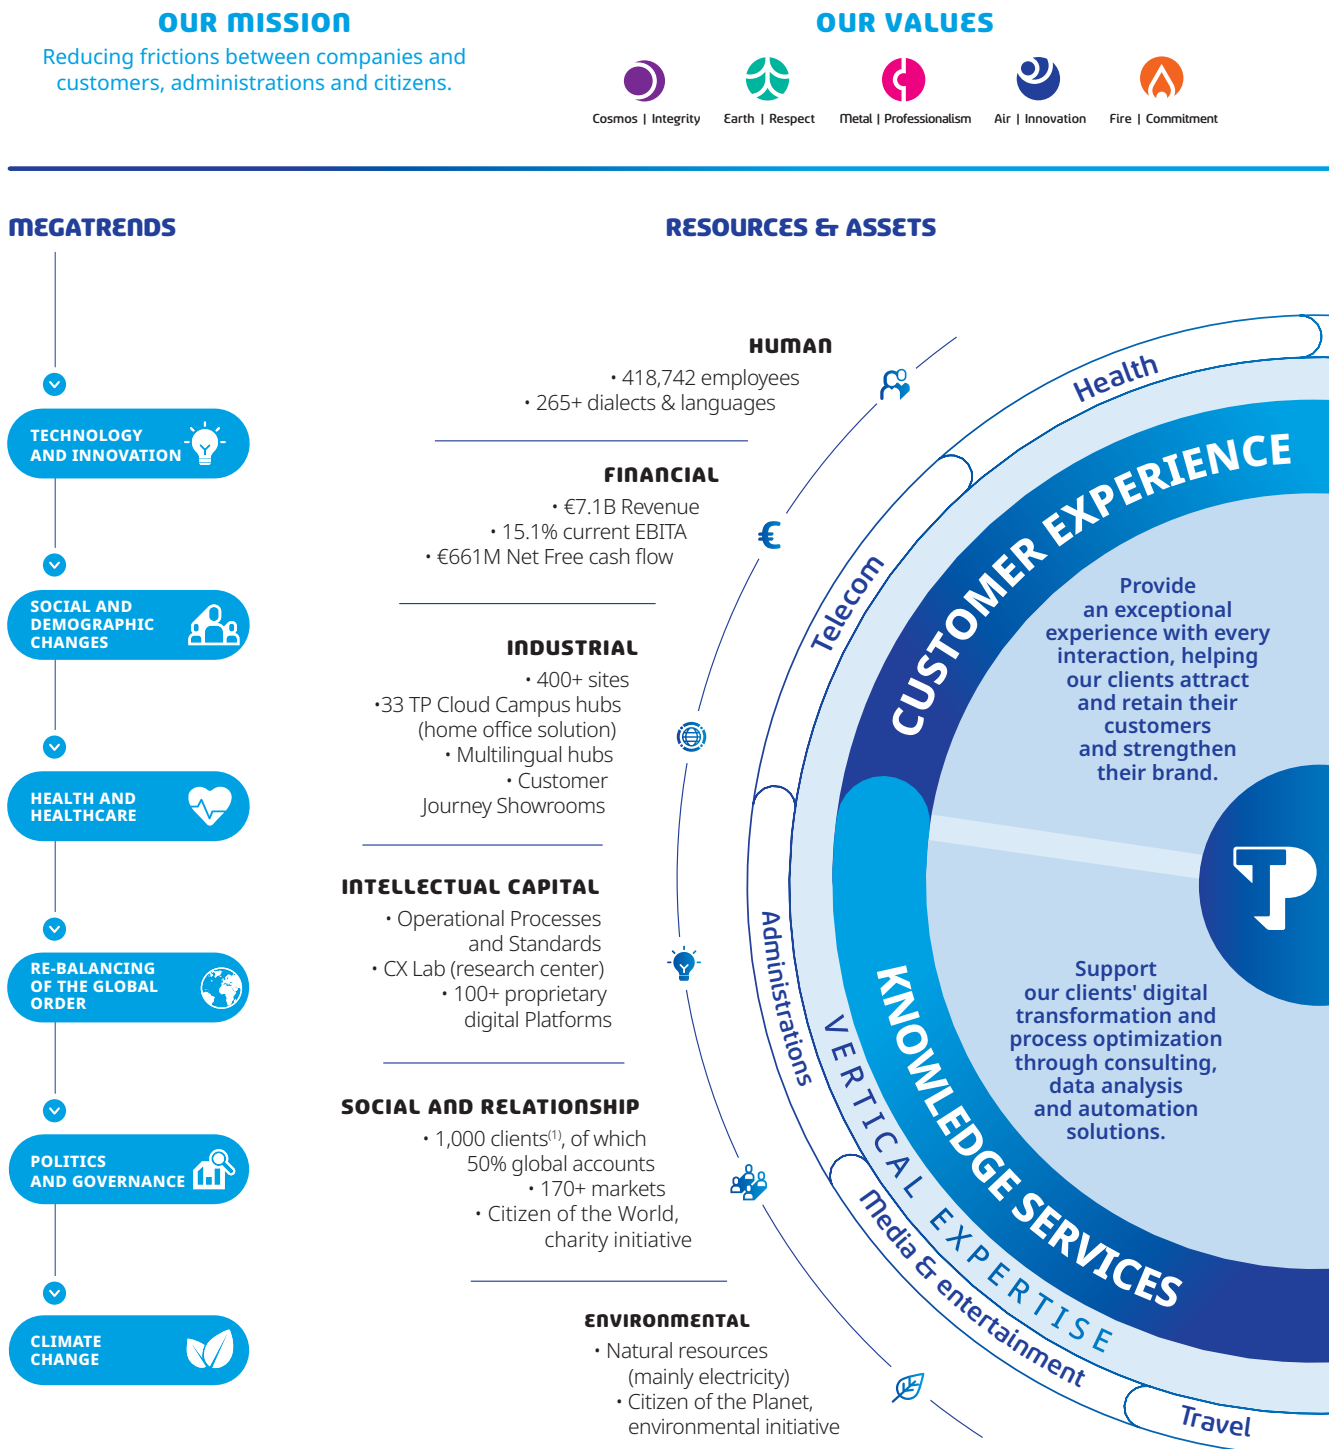 OUR MISSION
Reducing frictions between companies and
customers, administrations and citizens.
OUR VALUES
Cosmos | Integrity
Earth | Respect
Metal | Professionalism
Air | Innovation
Fire | Commitment
MEGATRENDS
TECHNOLOGY
AND INNOVATION
SOCIAL AND
DEMOGRAPHIC
CHANGES
HEALTH AND
HEALTHCARE
RE-BALANCING
OF THE GLOBAL
ORDER
POLITICS
AND GOVERNANCE
CLIMATE
CHANGE
RESOURCES & ASSETS
HUMAN
• 418,742 employees
• 265+ dialects & languages
FINANCIAL
• €7.1B Revenue
• 15.1% current EBITA
• €661M Net Free cash flow
€
INDUSTRIAL
• 400+ sites
•33 TP Cloud Campus hubs
(home office solution)
• Multilingual hubs
• Customer
Journey Showrooms
INTELLECTUAL CAPITAL
• Operational Processes
and Standards
• CX Lab (research center)
• 100+ proprietary
digital Platforms
SOCIAL AND RELATIONSHIP
• 1,000 clients(1), of which
50% global accounts
• 170+ markets
• Citizen of the World,
charity initiative
ENVIRONMENTAL
• Natural resources
(mainly electricity)
• Citizen of the Planet,
environmental initiative
Health
Telecom
Administrations
Media & entertainment
Travel
VERTICAL EXPERTISE
CUSTOMER EXPERIENCE
Provide
an exceptional
experience with every
interaction, helping
our clients attract
and retain their
customers
and strengthen
their brand.
TP
KNOWLEDGE SERVICES
Support
our clients' digital
transformation and
process optimization
through consulting,
data analysis
and automation
solutions.